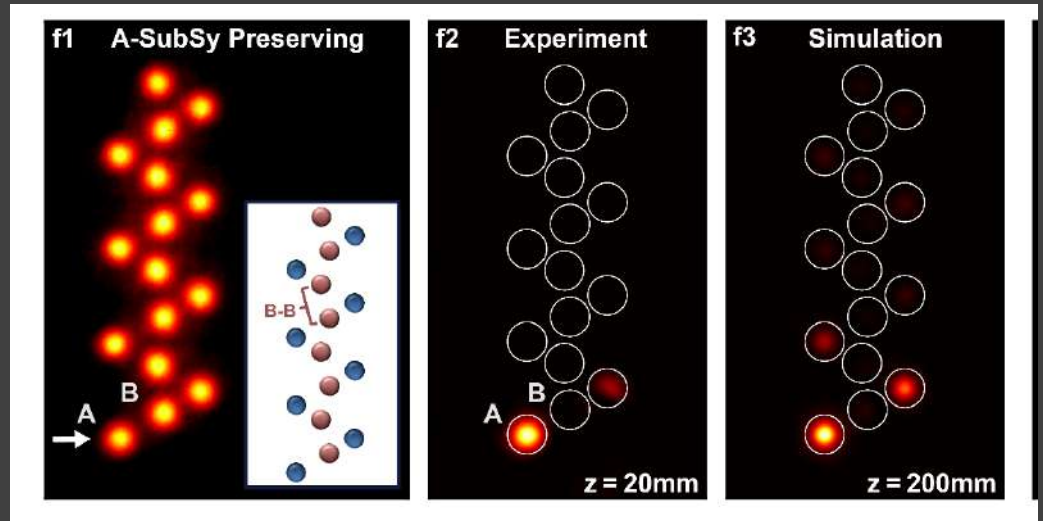 f1 A-SubSy Preserving
B-B
B
A
f2 Experiment
B
A
z = 20mm
f3 Simulation
z = 200mm